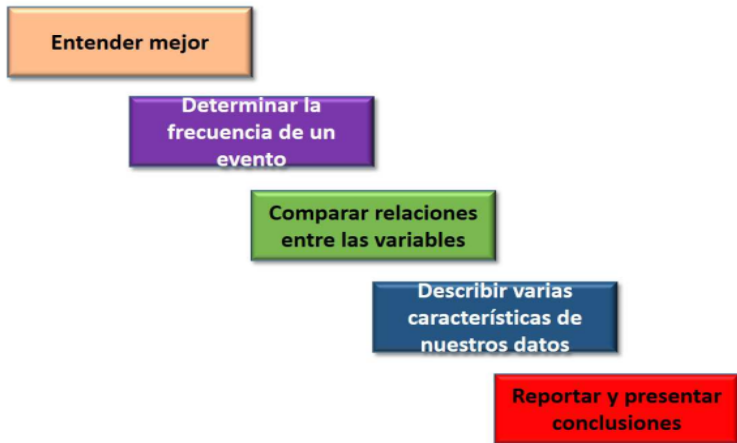 Entender mejor
Determinar la
frecuencia de un
evento
Comparar relaciones
entre las variables
Describir varias
características de
nuestros datos
Reportar y presentar
conclusiones